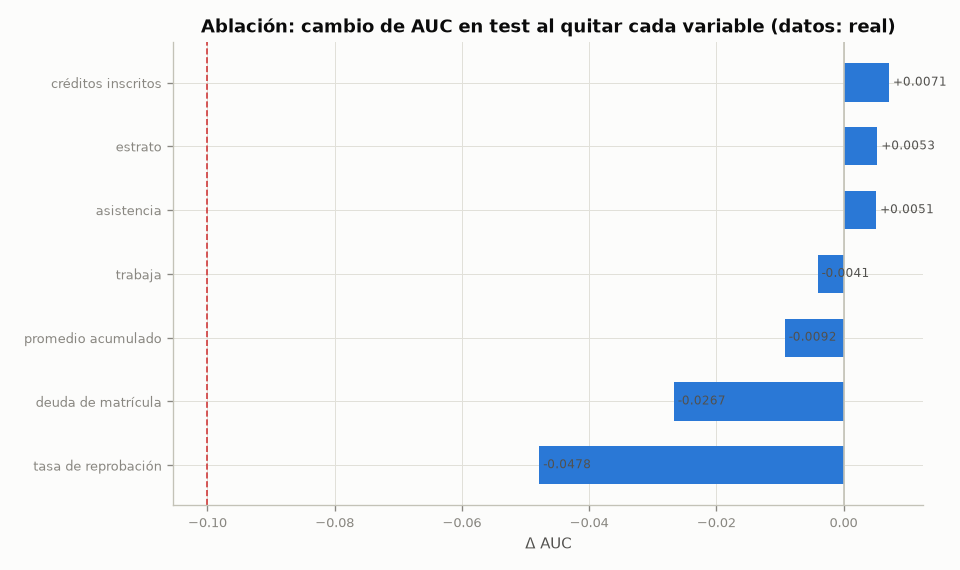 Ablación: cambio de AUC en test al quitar cada variable (datos: real)
créditos inscritos +0.0071
estrato +0.0053
asistencia +0.0051
trabaja -0.0041
promedio acumulado -0.0092
deuda de matrícula -0.0267
tasa de reprobación -0.0478
−0.10 −0.08 −0.06 −0.04 −0.02 0.00
Δ AUC